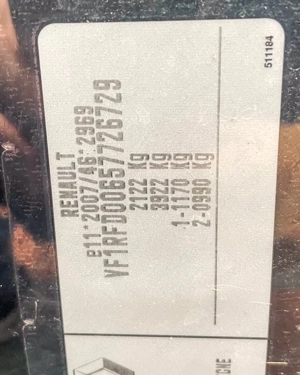 RENAULT
e11*2007/46*2969
VF1RFD00657726729
2122 Kg
3922 Kg
1-1170 Kg
2-0990 Kg
511184